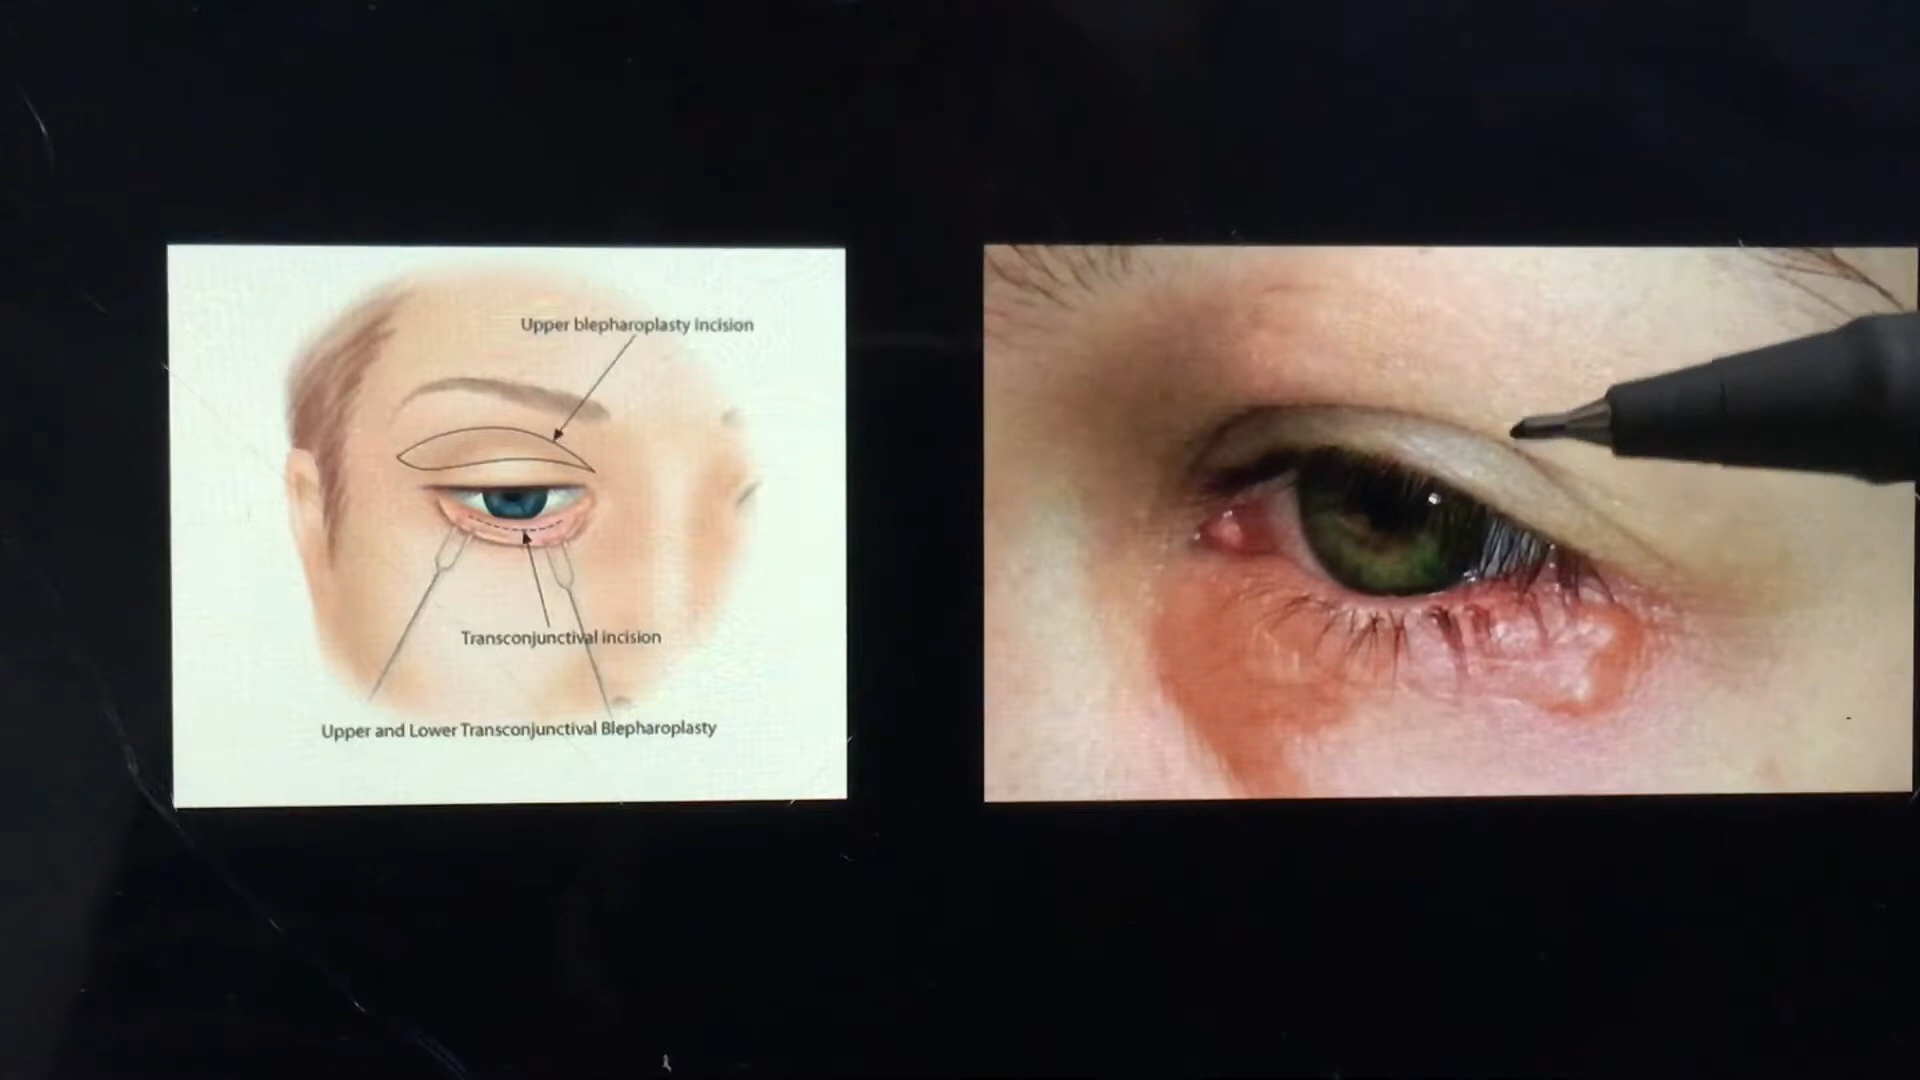 Upper blepharoplasty incision
Transconjunctival incision
Upper and Lower Transconjunctival Blepharoplasty